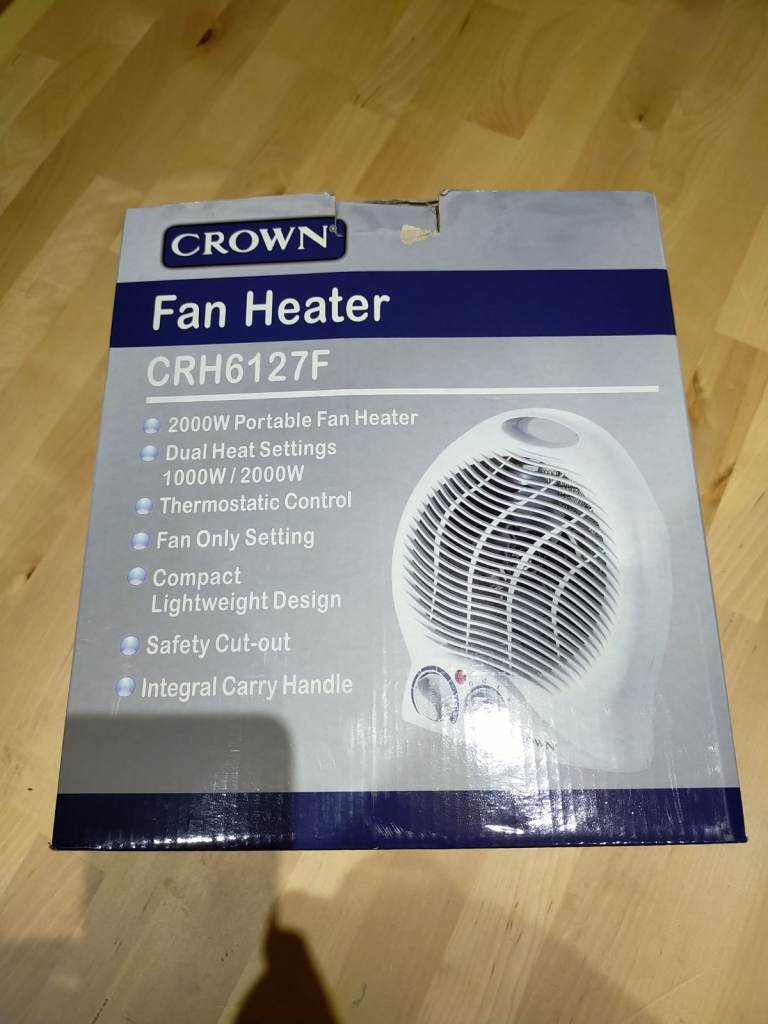 CROWN®
Fan Heater
CRH6127F
2000W Portable Fan Heater
Dual Heat Settings
1000W / 2000W
Thermostatic Control
Fan Only Setting
Compact
Lightweight Design
Safety Cut-out
Integral Carry Handle
CROWN